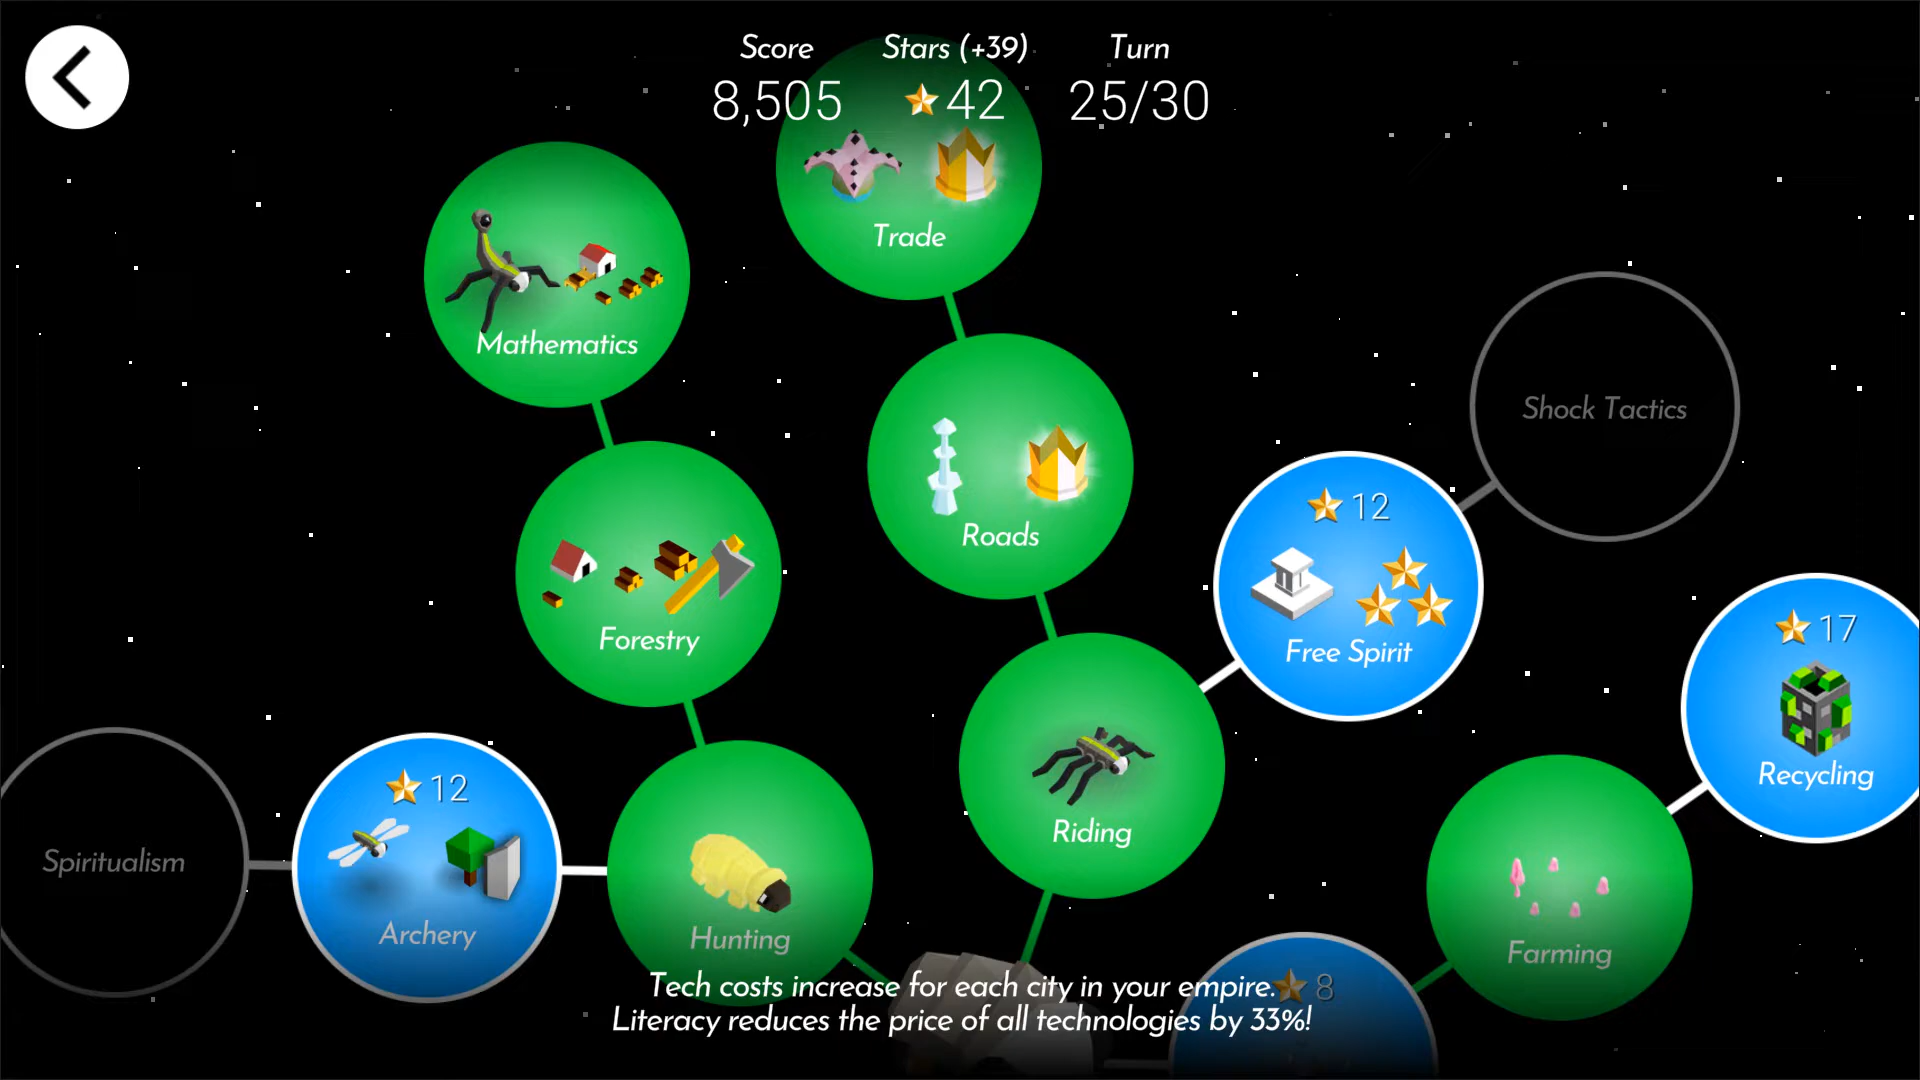 Score
8,505
Stars (+39)
42
Turn
25/30
Trade
Mathematics
Shock Tactics
Roads
12
Free Spirit
17
Recycling
Forestry
Riding
12
Archery
Spiritualism
Hunting
Farming
8
Tech costs increase for each city in your empire.
Literacy reduces the price of all technologies by 33%!